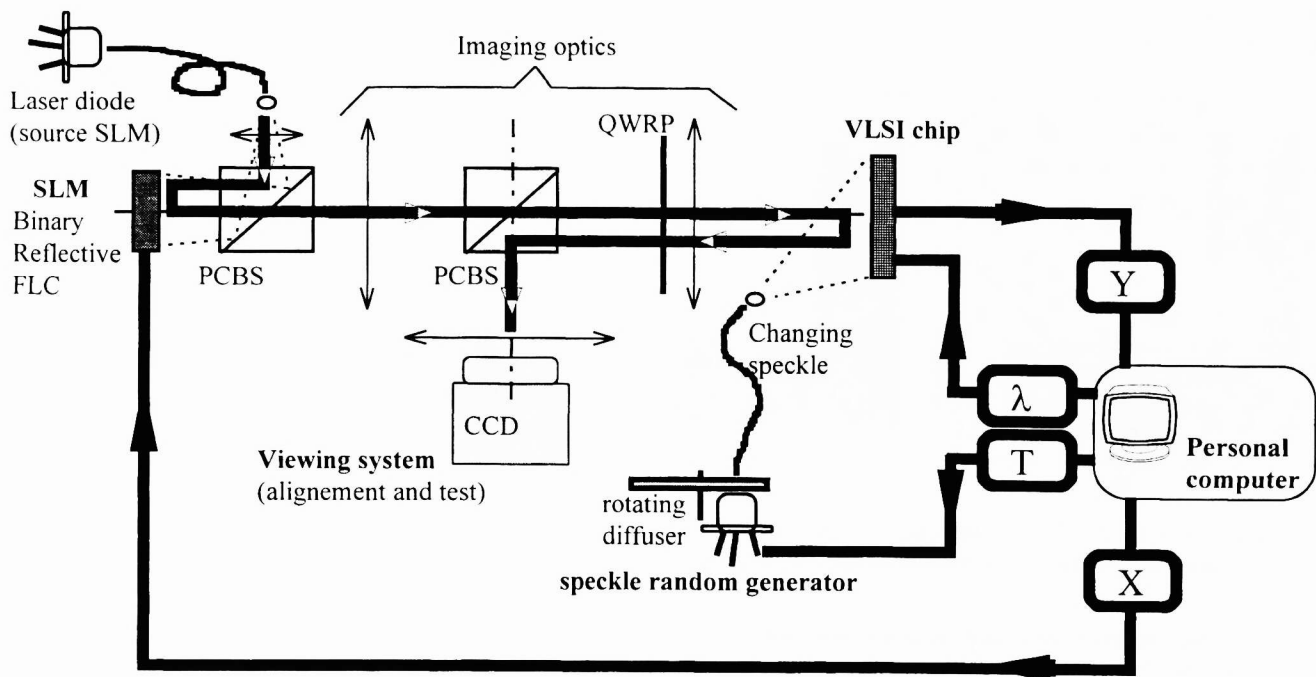 Imaging optics
Laser diode
(source SLM)
QWRP
VLSI chip
SLM
Binary
Reflective
FLC
PCBS
PCBS
Y
Changing
speckle
λ
CCD
T
Personal
computer
Viewing system
(alignement and test)
rotating
diffuser
speckle random generator
X